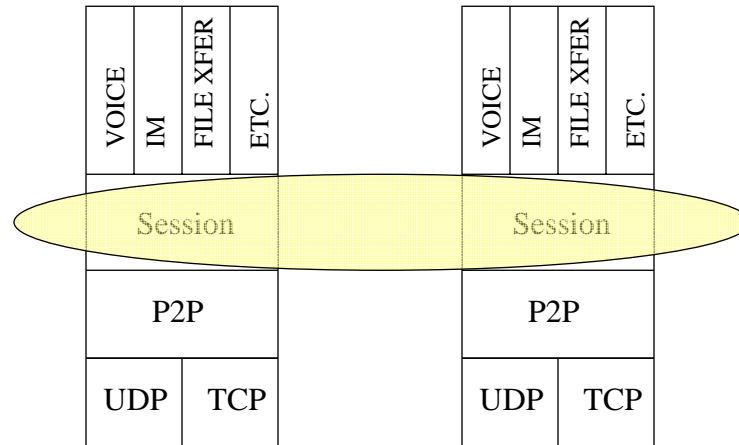 VOICE
IM
FILE XFER
ETC.
VOICE
IM
FILE XFER
ETC.
Session
Session
P2P
P2P
UDP
TCP
UDP
TCP